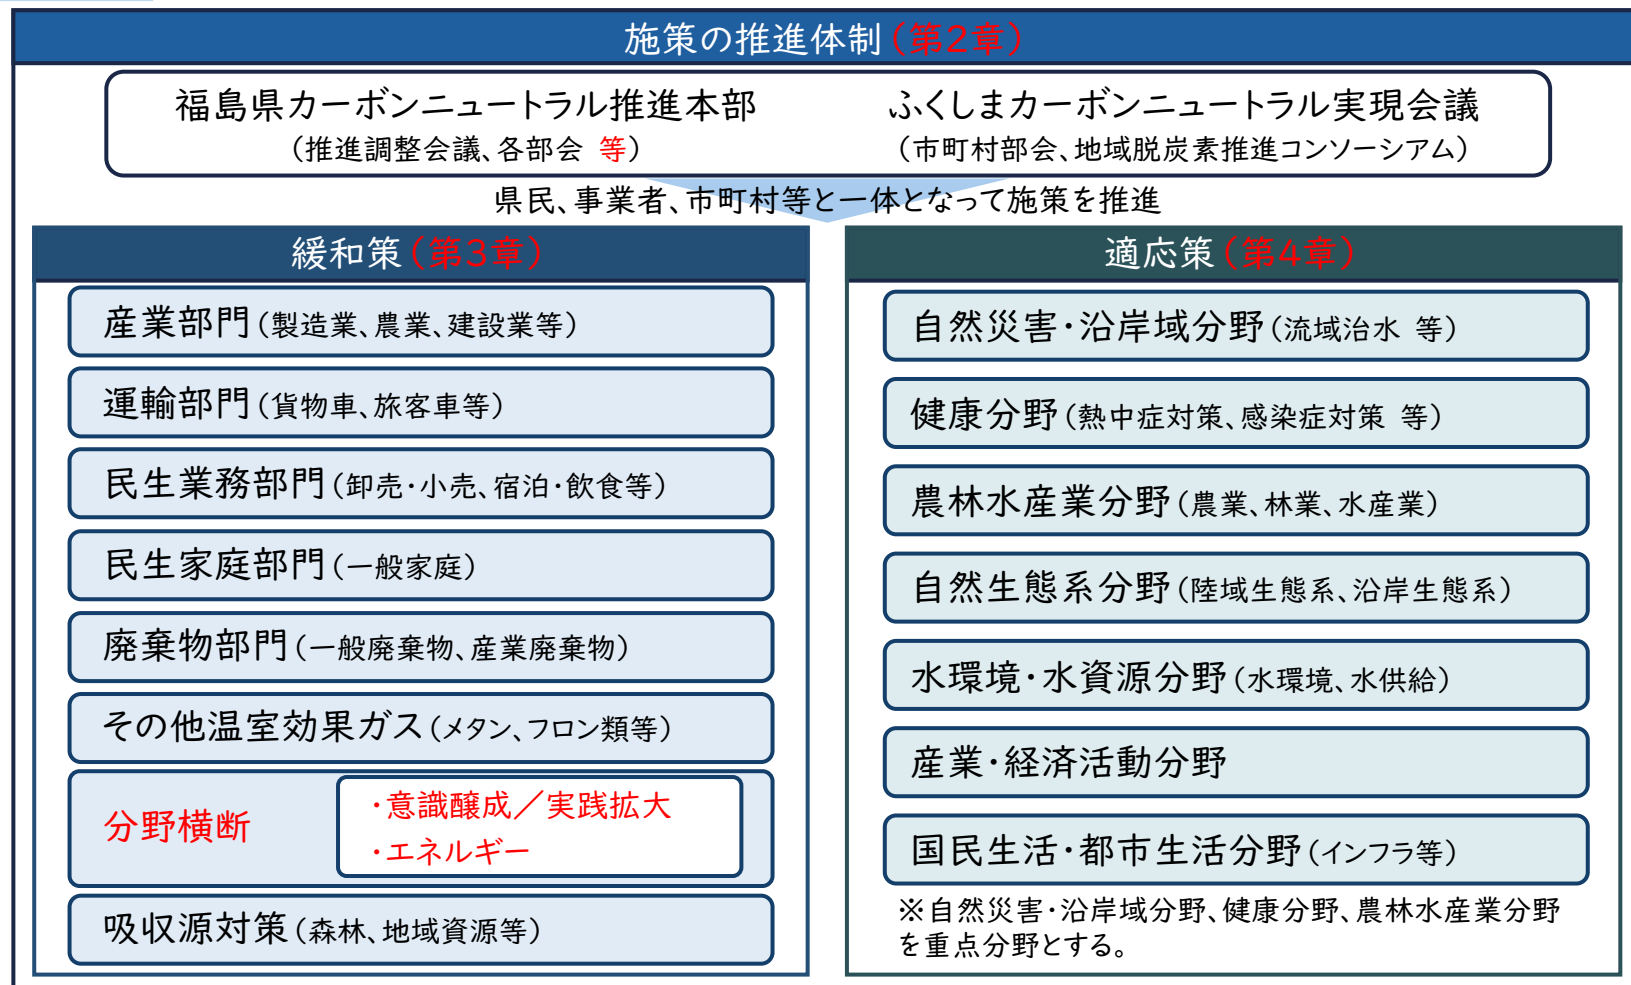 施策の推進体制(第2章)
福島県カーボンニュートラル推進本部
(推進調整会議、各部会 等)
ふくしまカーボンニュートラル実現会議
(市町村部会、地域脱炭素推進コンソーシアム)
県民、事業者、市町村等と一体となって施策を推進
緩和策(第3章)
産業部門(製造業、農業、建設業等)
運輸部門(貨物車、旅客車等)
民生業務部門(卸売・小売、宿泊・飲食等)
民生家庭部門(一般家庭)
廃棄物部門(一般廃棄物、産業廃棄物)
その他温室効果ガス(メタン、フロン類等)
分野横断
・意識醸成/実践拡大
・エネルギー
吸収源対策(森林、地域資源等)
適応策(第4章)
自然災害・沿岸域分野(流域治水 等)
健康分野(熱中症対策、感染症対策 等)
農林水産業分野(農業、林業、水産業)
自然生態系分野(陸域生態系、沿岸生態系)
水環境・水資源分野(水環境、水供給)
産業・経済活動分野
国民生活・都市生活分野(インフラ等)
※自然災害・沿岸域分野、健康分野、農林水産業分野
を重点分野とする。